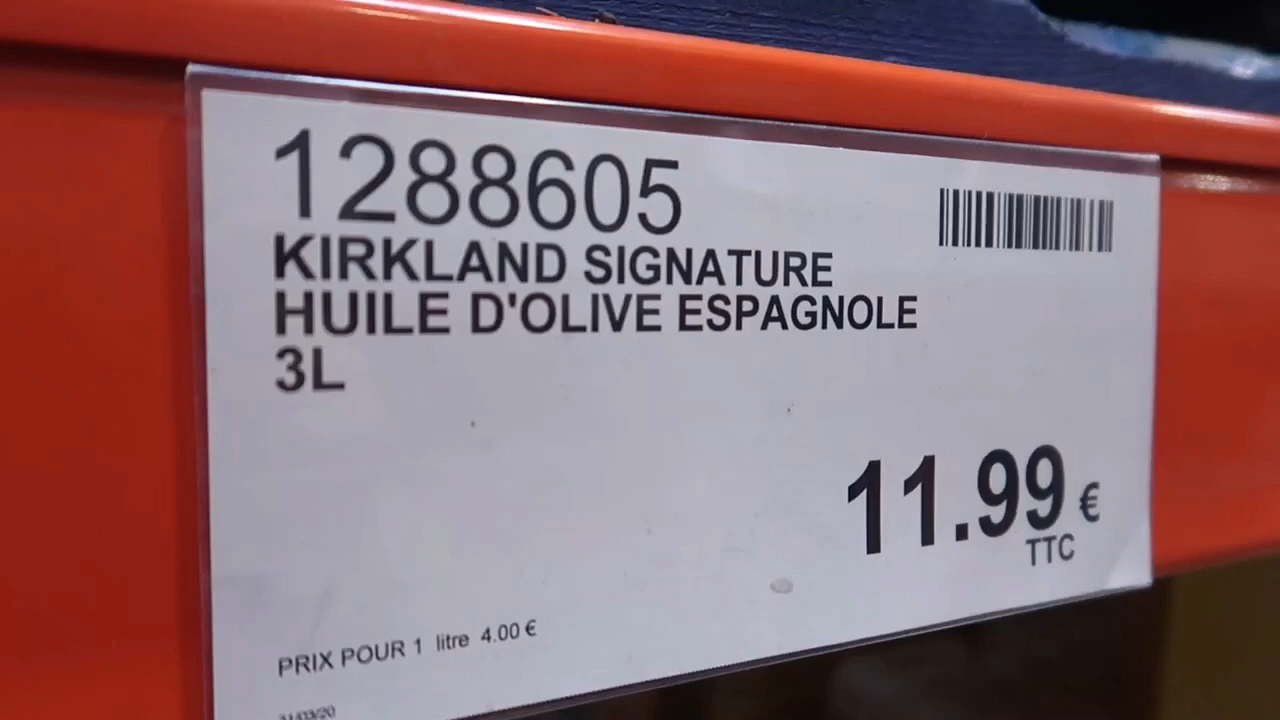 1288605
KIRKLAND SIGNATURE
HUILE D'OLIVE ESPAGNOLE
3L
11.99 €
TTC
PRIX POUR 1 litre 4.00 €